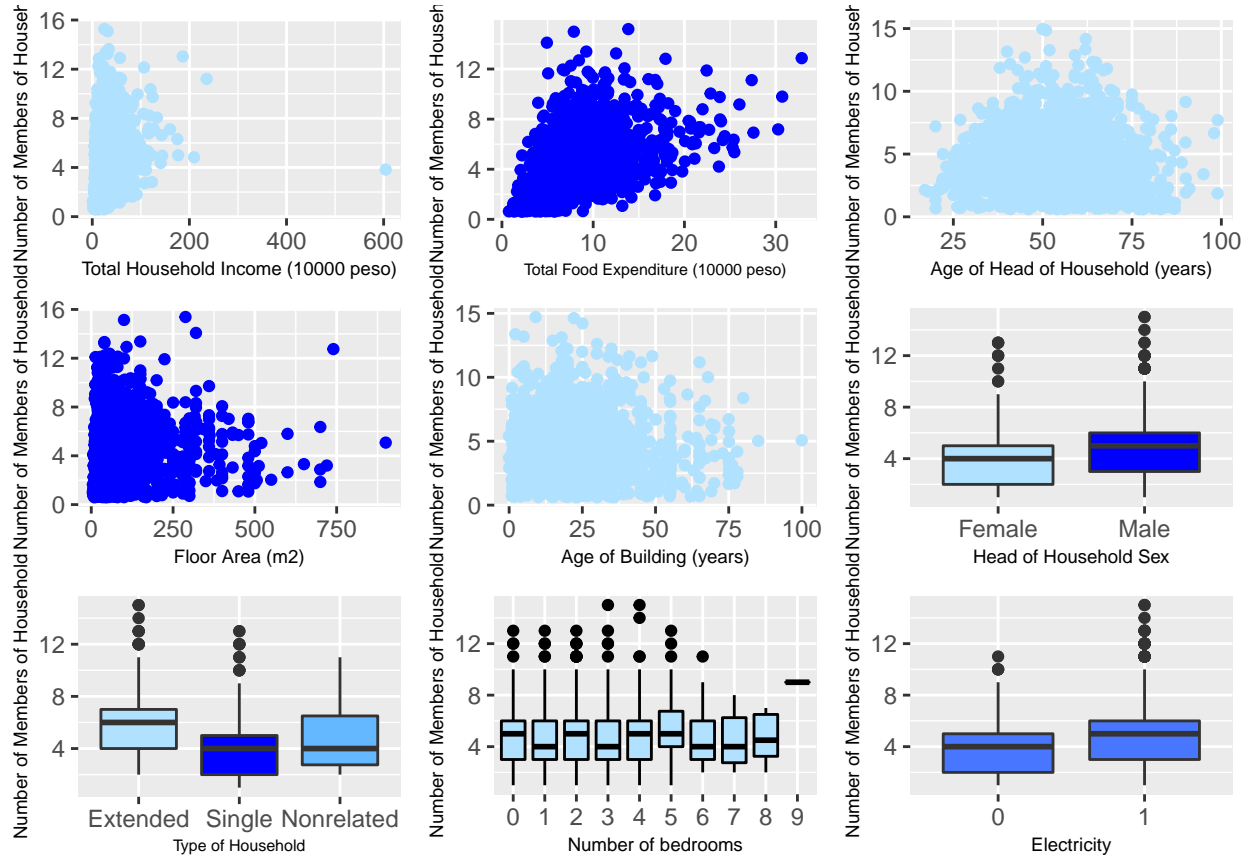 Number of Members of Househ
16
12
8
4
0
0 200 400 600
Total Household Income (10000 peso)
Number of Members of Househ
12
8
4
0
0 10 20 30
Total Food Expenditure (10000 peso)
Number of Members of Househ
15
10
5
0
25 50 75 100
Age of Head of Household (years)
Number of Members of Household
16
12
8
4
0
0 250 500 750
Floor Area (m2)
Number of Members of Household
15
10
5
0
0 25 50 75 100
Age of Building (years)
Number of Members of Household
12
8
4
Female Male
Head of Household Sex
Number of Members of Household
12
8
4
Extended Single Nonrelated
Type of Household
Number of Members of Household
12
8
4
0 1 2 3 4 5 6 7 8 9
Number of bedrooms
Number of Members of Household
12
8
4
0 1
Electricity